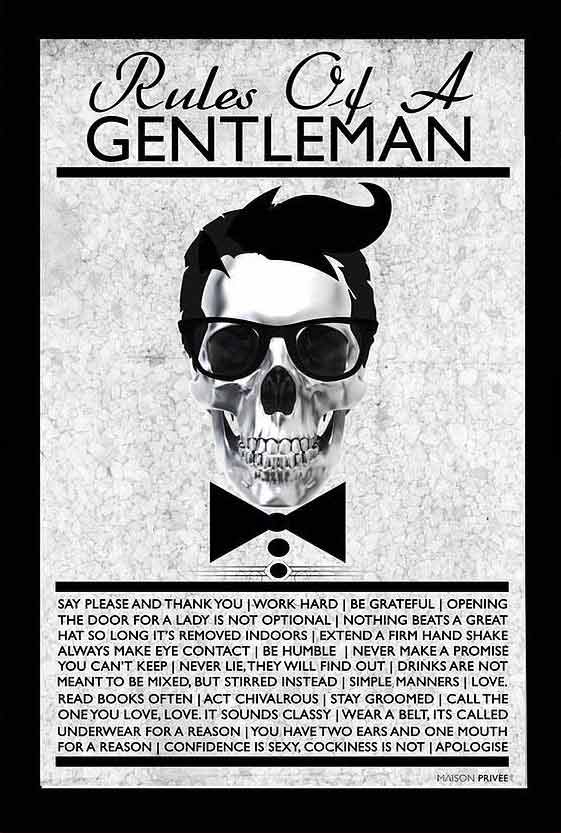 Rules Of A
GENTLEMAN
SAY PLEASE AND THANK YOU | WORK HARD | BE GRATEFUL | OPENING
THE DOOR FOR A LADY IS NOT OPTIONAL | NOTHING BEATS A GREAT
HAT SO LONG IT'S REMOVED INDOORS | EXTEND A FIRM HAND SHAKE
ALWAYS MAKE EYE CONTACT | BE HUMBLE | NEVER MAKE A PROMISE
YOU CAN'T KEEP | NEVER LIE, THEY WILL FIND OUT | DRINKS ARE NOT
MEANT TO BE MIXED, BUT STIRRED INSTEAD | SIMPLE MANNERS | LOVE.
READ BOOKS OFTEN | ACT CHIVALROUS | STAY GROOMED | CALL THE
ONE YOU LOVE, LOVE. IT SOUNDS CLASSY | WEAR A BELT, ITS CALLED
UNDERWEAR FOR A REASON | YOU HAVE TWO EARS AND ONE MOUTH
FOR A REASON | CONFIDENCE IS SEXY, COCKINESS IS NOT | APOLOGISE
MAISON PRIVÉE